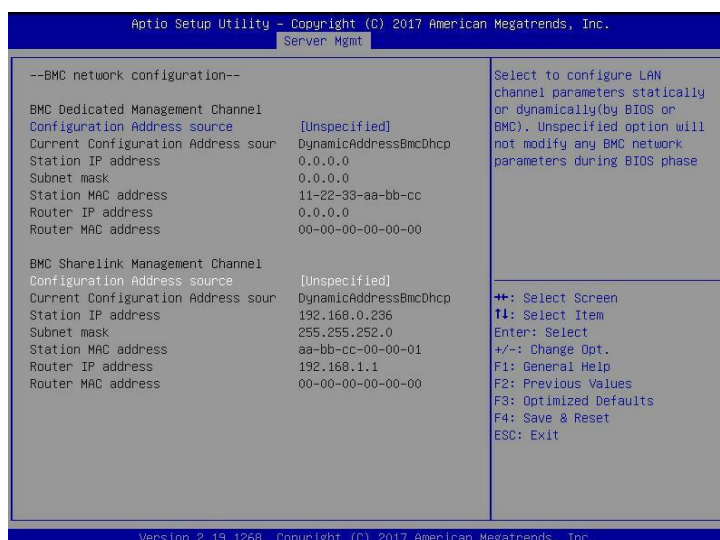 Aptio Setup Utility – Copyright (C) 2017 American Megatrends, Inc.
Server Mgmt
--BMC network configuration--
BMC Dedicated Management Channel
Configuration Address source [Unspecified]
Current Configuration Address sour DynamicAddressBmcDhcp
Station IP address 0.0.0.0
Subnet mask 0.0.0.0
Station MAC address 11-22-33-aa-bb-cc
Router IP address 0.0.0.0
Router MAC address 00-00-00-00-00-00
BMC Sharelink Management Channel
Configuration Address source [Unspecified]
Current Configuration Address sour DynamicAddressBmcDhcp
Station IP address 192.168.0.236
Subnet mask 255.255.252.0
Station MAC address aa-bb-cc-00-00-01
Router IP address 192.168.1.1
Router MAC address 00-00-00-00-00-00
Select to configure LAN
channel parameters statically
or dynamically(by BIOS or
BMC). Unspecified option will
not modify any BMC network
parameters during BIOS phase
→←: Select Screen
↑↓: Select Item
Enter: Select
+/-: Change Opt.
F1: General Help
F2: Previous Values
F3: Optimized Defaults
F4: Save & Reset
ESC: Exit
Version 2.19.1268. Copyright (C) 2017 American Megatrends, Inc.